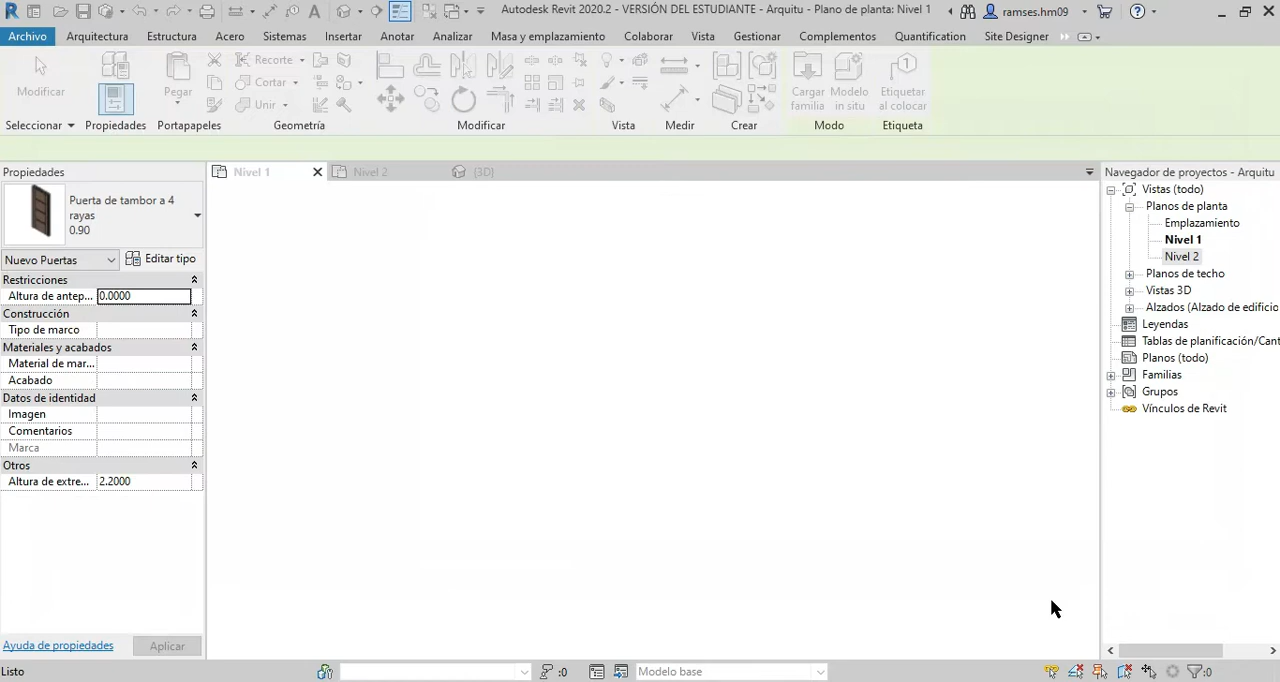 Autodesk Revit 2020.2 - VERSIÓN DEL ESTUDIANTE - Arquitu - Plano de planta: Nivel 1
ramses.hm09
Archivo Arquitectura Estructura Acero Sistemas Insertar Anotar Analizar Masa y emplazamiento Colaborar Vista Gestionar Complementos Quantification Site Designer
Modificar
Pegar
Recorte
Cortar
Unir
Cargar familia
Modelo in situ
Etiquetar al colocar
Seleccionar Propiedades Portapapeles Geometría Modificar Vista Medir Crear Modo Etiqueta
Propiedades
Puerta de tambor a 4
rayas
0.90
Nuevo Puertas
Editar tipo
Restricciones
Altura de antep... 0.0000
Construcción
Tipo de marco
Materiales y acabados
Material de mar...
Acabado
Datos de identidad
Imagen
Comentarios
Marca
Otros
Altura de extre... 2.2000
Ayuda de propiedades
Aplicar
Nivel 1
Nivel 2
{3D}
Navegador de proyectos - Arquitu
Vistas (todo)
Planos de planta
Emplazamiento
Nivel 1
Nivel 2
Planos de techo
Vistas 3D
Alzados (Alzado de edificio
Leyendas
Tablas de planificación/Cant
Planos (todo)
Familias
Grupos
Vínculos de Revit
Listo
:0
Modelo base
:0